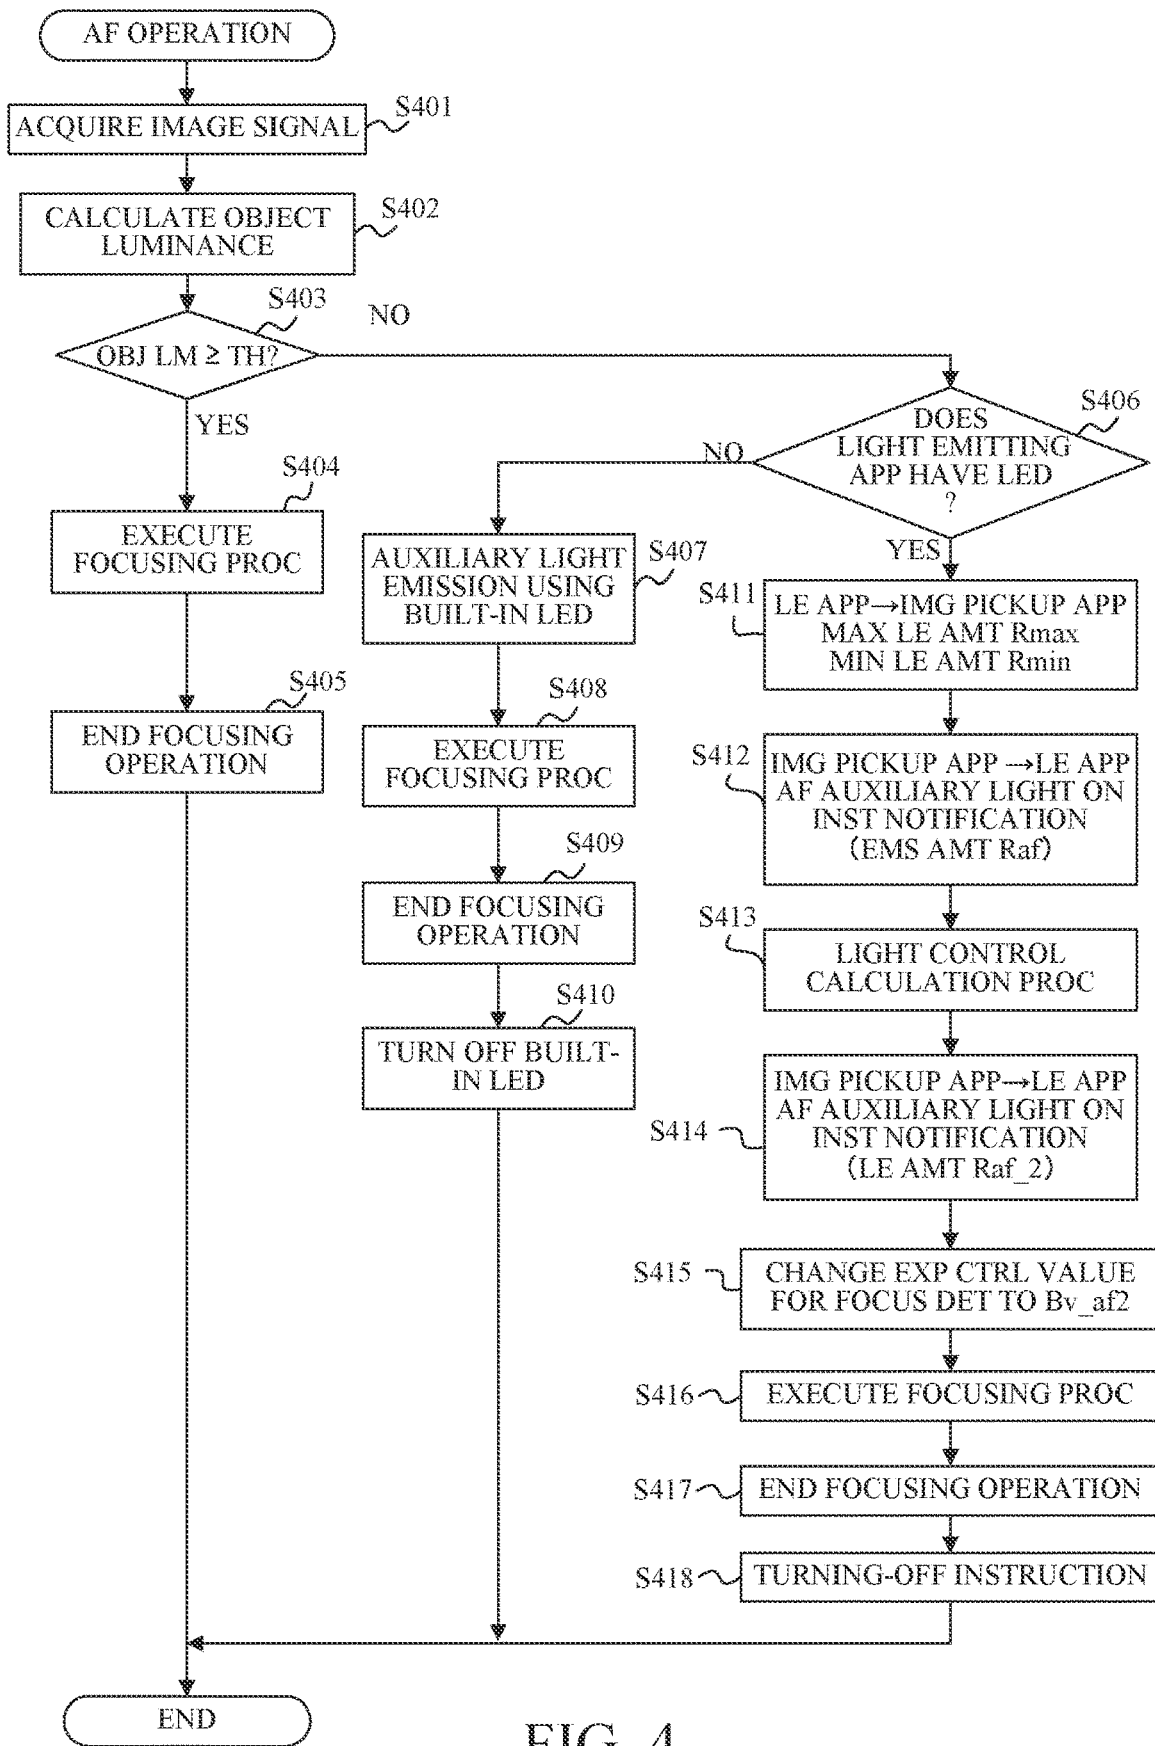 AF OPERATION
S401
ACQUIRE IMAGE SIGNAL
S402
CALCULATE OBJECT
LUMINANCE
S403
NO
OBJ LM ≥ TH?
YES
S406
DOES
LIGHT EMITTING
APP HAVE LED
?
NO
YES
S404
EXECUTE
FOCUSING PROC
S405
END FOCUSING
OPERATION
S407
AUXILIARY LIGHT
EMISSION USING
BUILT-IN LED
S408
EXECUTE
FOCUSING PROC
S409
END FOCUSING
OPERATION
S410
TURN OFF BUILT-
IN LED
S411
LE APP→IMG PICKUP APP
MAX LE AMT Rmax
MIN LE AMT Rmin
S412
IMG PICKUP APP →LE APP
AF AUXILIARY LIGHT ON
INST NOTIFICATION
(EMS AMT Raf)
S413
LIGHT CONTROL
CALCULATION PROC
S414
IMG PICKUP APP→LE APP
AF AUXILIARY LIGHT ON
INST NOTIFICATION
(LE AMT Raf_2)
S415
CHANGE EXP CTRL VALUE
FOR FOCUS DET TO Bv_af2
S416
EXECUTE FOCUSING PROC
S417
END FOCUSING OPERATION
S418
TURNING-OFF INSTRUCTION
END
FIG. 4